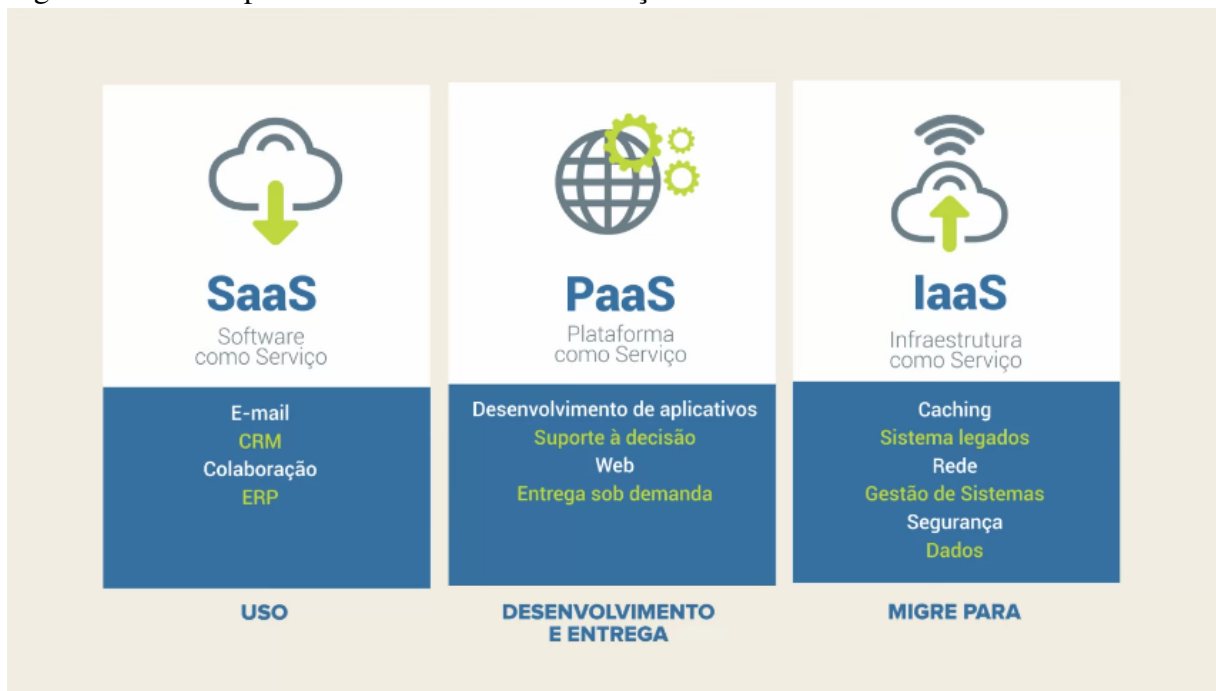 SaaS
Software
como Serviço
E-mail
CRM
Colaboração
ERP
USO
PaaS
Plataforma
como Serviço
Desenvolvimento de aplicativos
Suporte à decisão
Web
Entrega sob demanda
DESENVOLVIMENTO
E ENTREGA
IaaS
Infraestrutura
como Serviço
Caching
Sistema legados
Rede
Gestão de Sistemas
Segurança
Dados
MIGRE PARA